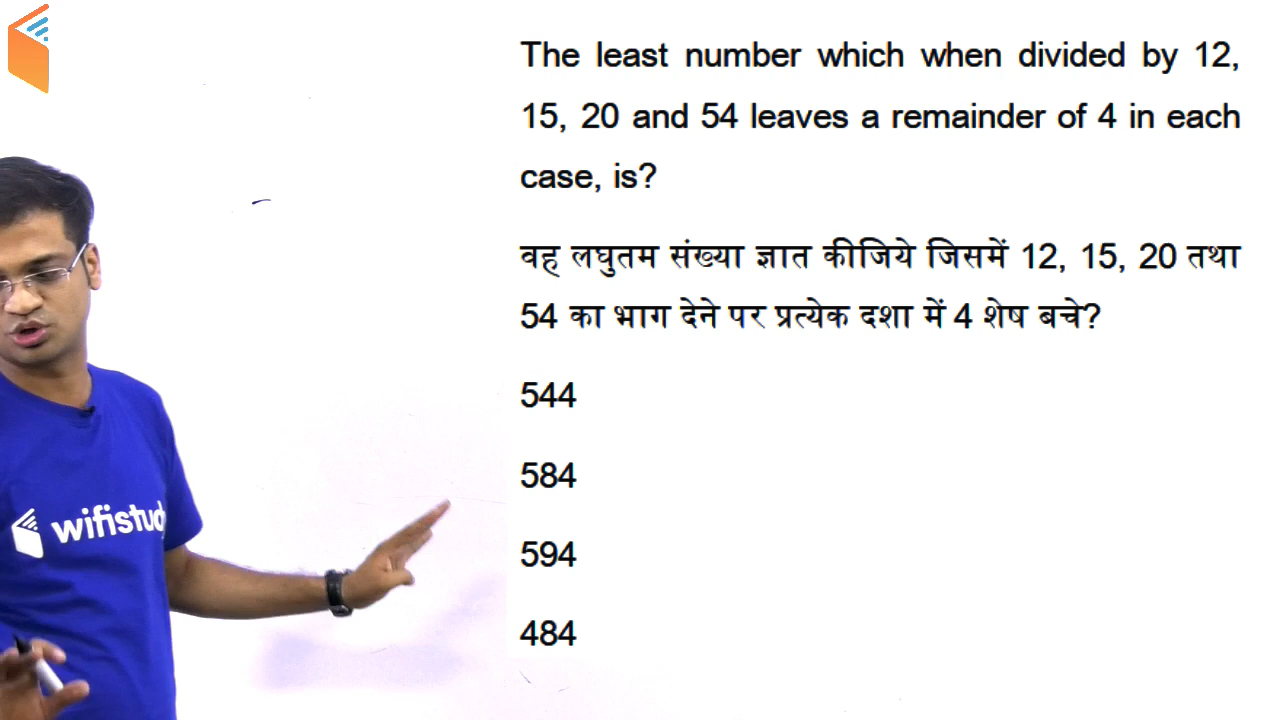 The least number which when divided by 12,
15, 20 and 54 leaves a remainder of 4 in each
case, is?
वह लघुतम संख्या ज्ञात कीजिये जिसमें 12, 15, 20 तथा
54 का भाग देने पर प्रत्येक दशा में 4 शेष बचे?
544
584
594
484
wifistudy